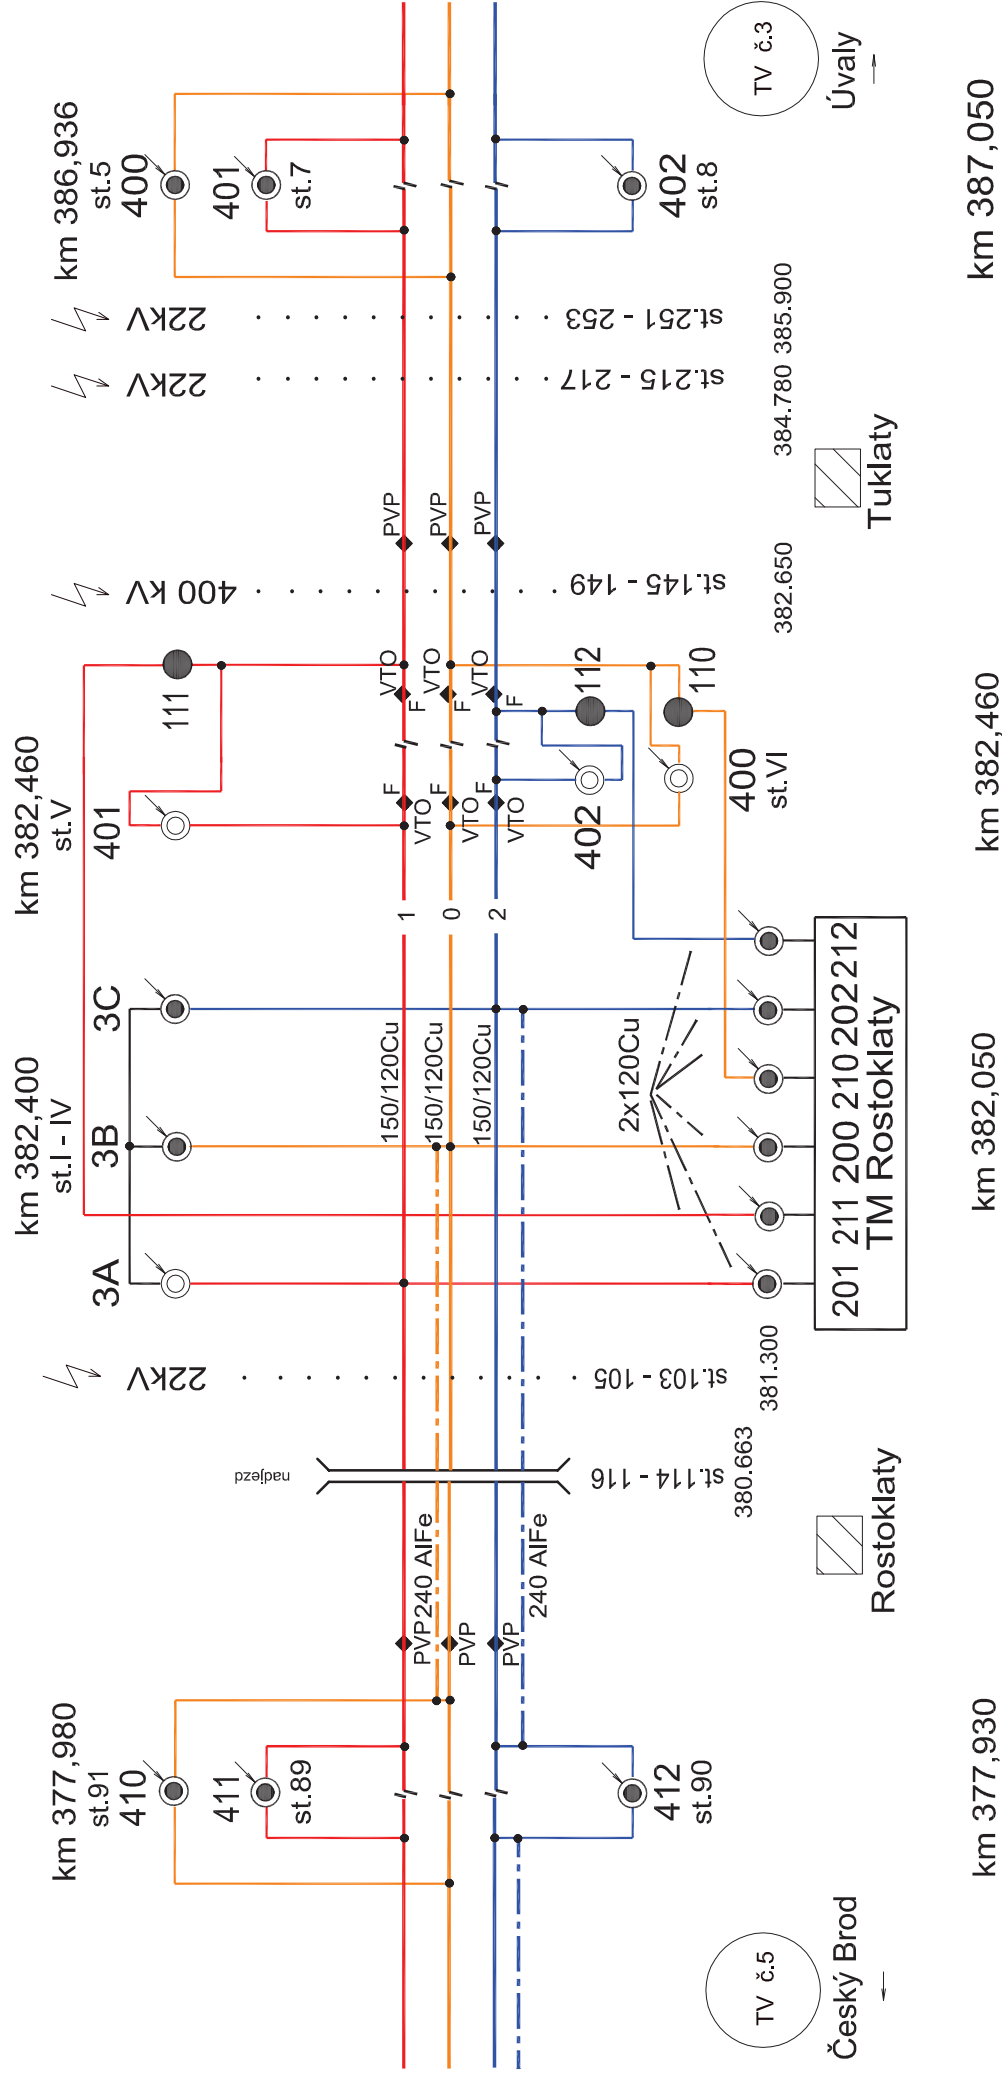 km 377,980
st.91
410
411
st.89
412
st.90
km 377,930
TV č.5
Český Brod
PVP
PVP
PVP
240 AlFe
240 AlFe
nadjezd
st.114 - 116
380.663
Rostoklaty
22kV
st.103 - 105
381.300
km 382,400
st.I - IV
3A
3B
3C
150/120Cu
150/120Cu
150/120Cu
2x120Cu
201 211 200 210 202 212
TM Rostoklaty
km 382,050
1
0
2
km 382,460
st.V
401
111
F
VTO
F
VTO
F
VTO
VTO
F
VTO
F
VTO
F
402
112
400
st.VI
110
km 382,460
400 kV
st.145 - 149
382.650
PVP
PVP
PVP
Tuklaty
22kV
st.215 - 217
384.780
22kV
st.251 - 253
385.900
km 386,936
st.5
400
401
st.7
402
st.8
km 387,050
TV č.3
Úvaly